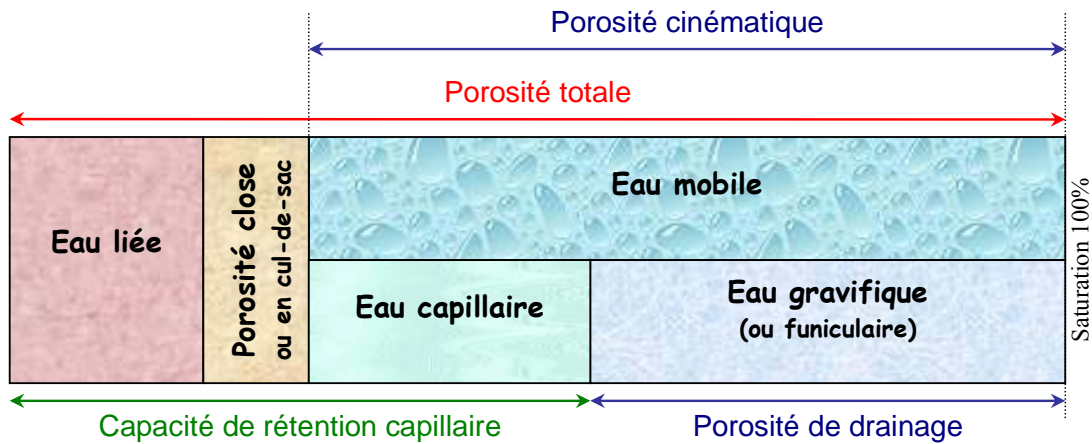 Porosité cinématique
Porosité totale
Eau liée
Porosité close
ou en cul-de-sac
Eau mobile
Eau capillaire
Eau gravifique
(ou funiculaire)
Saturation 100%
Capacité de rétention capillaire
Porosité de drainage